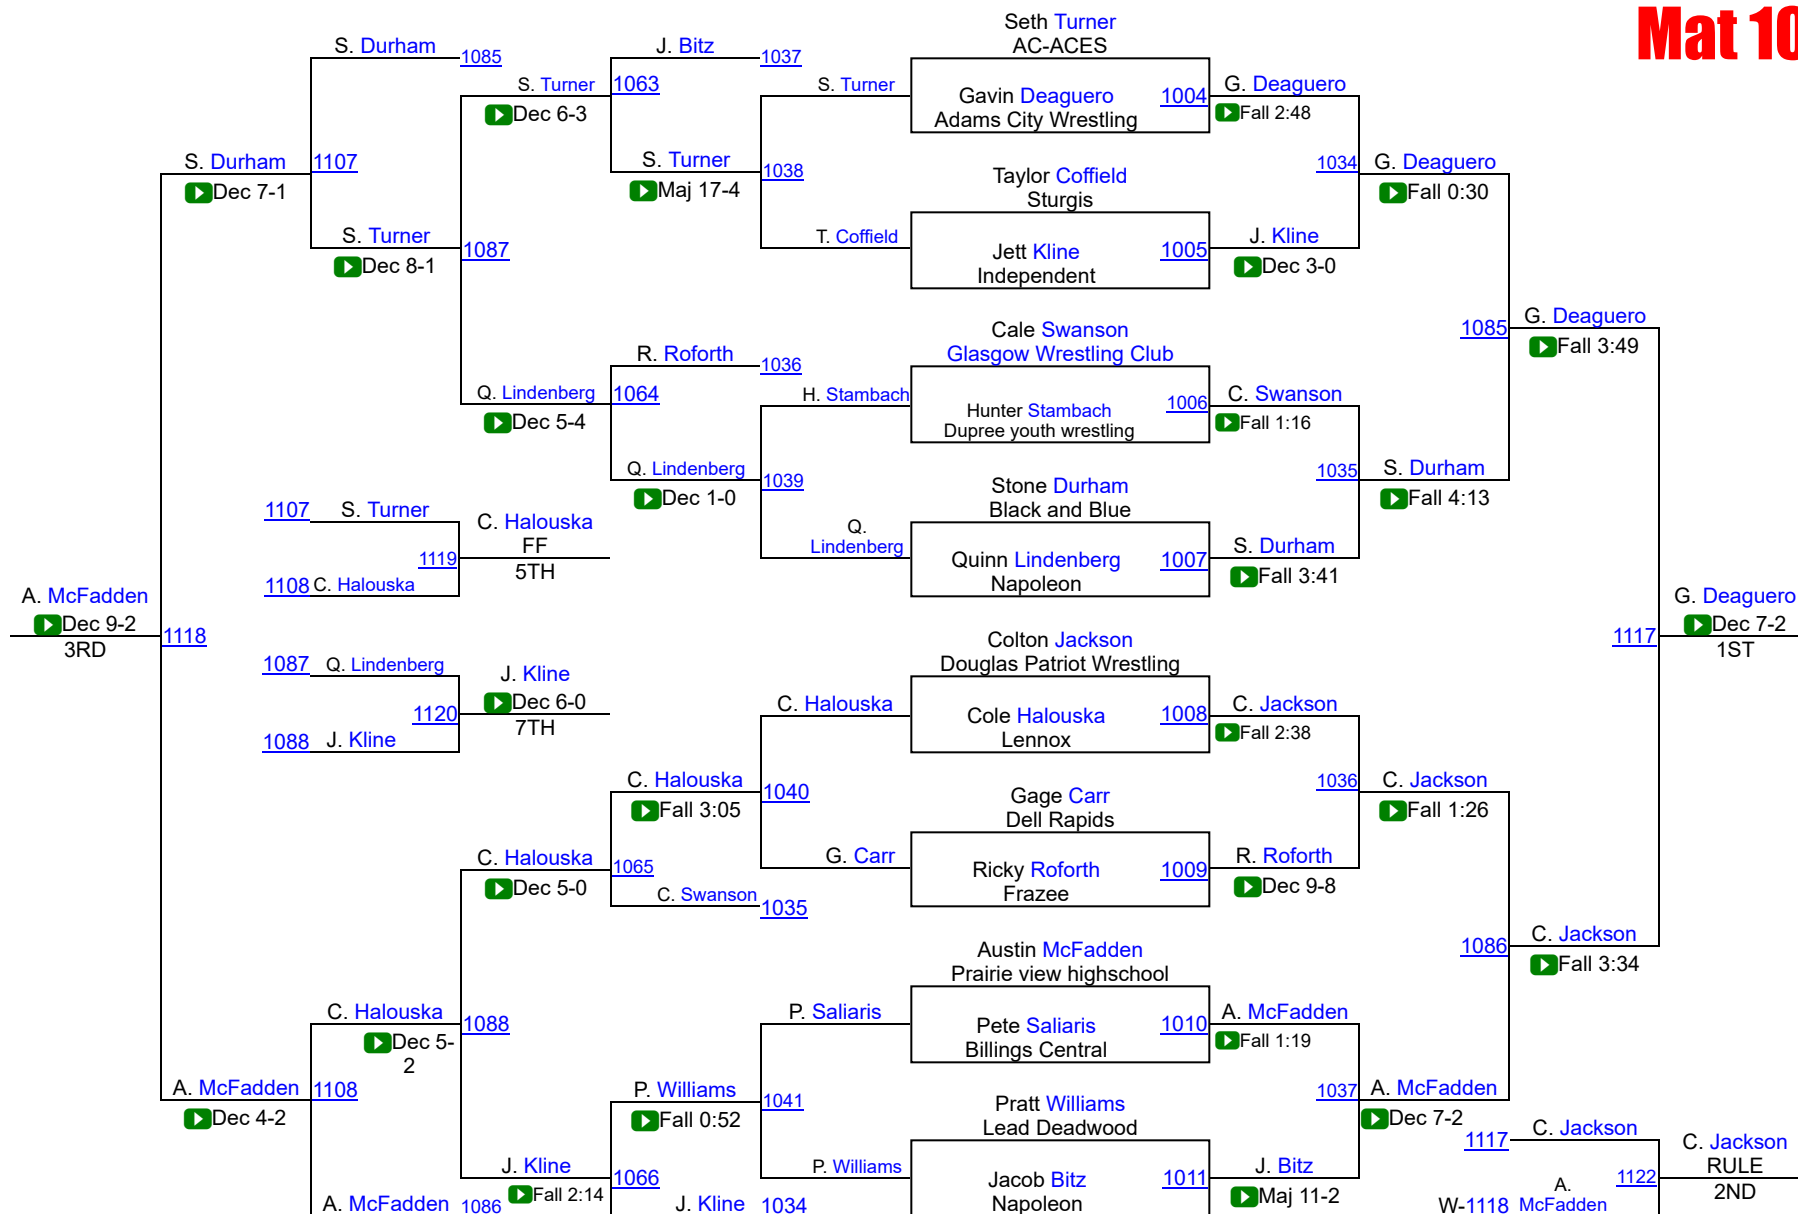 Mat 10
Seth Turner
AC-ACES
S. Durham
1085
J. Bitz
1037
S. Turner
1063
Dec 6-3
S. Turner
Gavin Deaguero
Adams City Wrestling
1004
G. Deaguero
Fall 2:48
S. Durham
1107
Dec 7-1
S. Turner
1038
Maj 17-4
Taylor Coffield
Sturgis
1034
G. Deaguero
Fall 0:30
S. Turner
1087
Dec 8-1
T. Coffield
Jett Kline
Independent
1005
J. Kline
Dec 3-0
Cale Swanson
Glasgow Wrestling Club
1085
G. Deaguero
Fall 3:49
R. Roforth
1036
Q. Lindenberg
1064
Dec 5-4
H. Stambach
Hunter Stambach
Dupree youth wrestling
1006
C. Swanson
Fall 1:16
Q. Lindenberg
1039
Dec 1-0
Stone Durham
Black and Blue
1035
S. Durham
Fall 4:13
1107
S. Turner
C. Halouska
FF
5TH
1119
1108
C. Halouska
Q.
Lindenberg
Quinn Lindenberg
Napoleon
1007
S. Durham
Fall 3:41
A. McFadden
Dec 9-2
3RD
1118
Colton Jackson
Douglas Patriot Wrestling
1117
G. Deaguero
Dec 7-2
1ST
1087
Q. Lindenberg
J. Kline
Dec 6-0
7TH
1120
1088
J. Kline
C. Halouska
Cole Halouska
Lennox
1008
C. Jackson
Fall 2:38
C. Halouska
1040
Fall 3:05
Gage Carr
Dell Rapids
1036
C. Jackson
Fall 1:26
C. Halouska
1065
Dec 5-0
G. Carr
Ricky Roforth
Frazee
1009
R. Roforth
Dec 9-8
C. Swanson
1035
Austin McFadden
Prairie view highschool
1086
C. Jackson
Fall 3:34
C. Halouska
1088
Dec 5-
2
P. Saliaris
Pete Saliaris
Billings Central
1010
A. McFadden
Fall 1:19
A. McFadden
1108
Dec 4-2
P. Williams
1041
Fall 0:52
Pratt Williams
Lead Deadwood
1037
A. McFadden
Dec 7-2
1117
C. Jackson
C. Jackson
RULE
2ND
1122
J. Kline
1066
Fall 2:14
P. Williams
Jacob Bitz
Napoleon
1011
J. Bitz
Maj 11-2
A. McFadden
1086
J. Kline
1034
W-1118
A.
McFadden